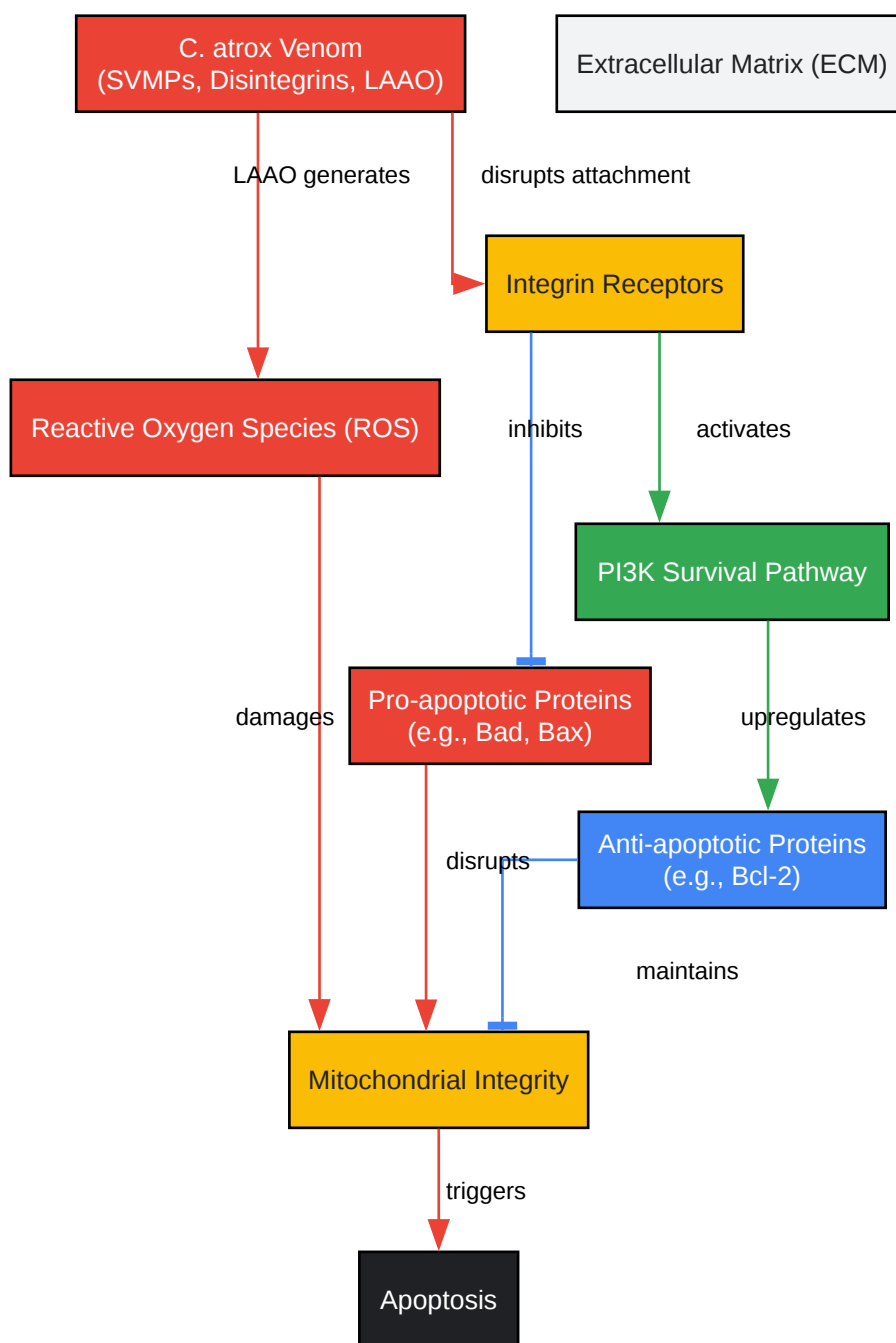 C. atrox Venom
(SVMPs, Disintegrins, LAAO)
Extracellular Matrix (ECM)
LAAO generates
disrupts attachment
Integrin Receptors
Reactive Oxygen Species (ROS)
inhibits
activates
PI3K Survival Pathway
Pro-apoptotic Proteins
(e.g., Bad, Bax)
damages
upregulates
Anti-apoptotic Proteins
(e.g., Bcl-2)
disrupts
maintains
Mitochondrial Integrity
triggers
Apoptosis